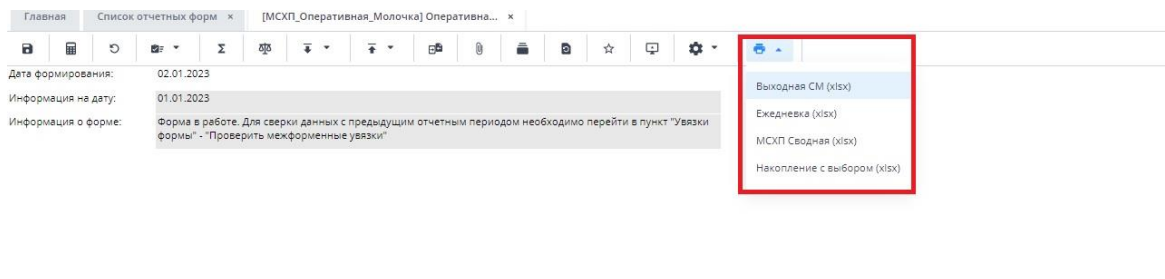 Главная Список отчетных форм × [МСХП_Оперативная_Молочка] Оперативна... ×
Дата формирования: 02.01.2023
Информация на дату: 01.01.2023
Информация о форме: Форма в работе. Для сверки данных с предыдущим отчетным периодом необходимо перейти в пункт "Увязки
формы" - "Проверить межформенные увязки"
Выходная СМ (xlsx)
Ежедневка (xlsx)
МСХП Сводная (xlsx)
Накопление с выбором (xlsx)